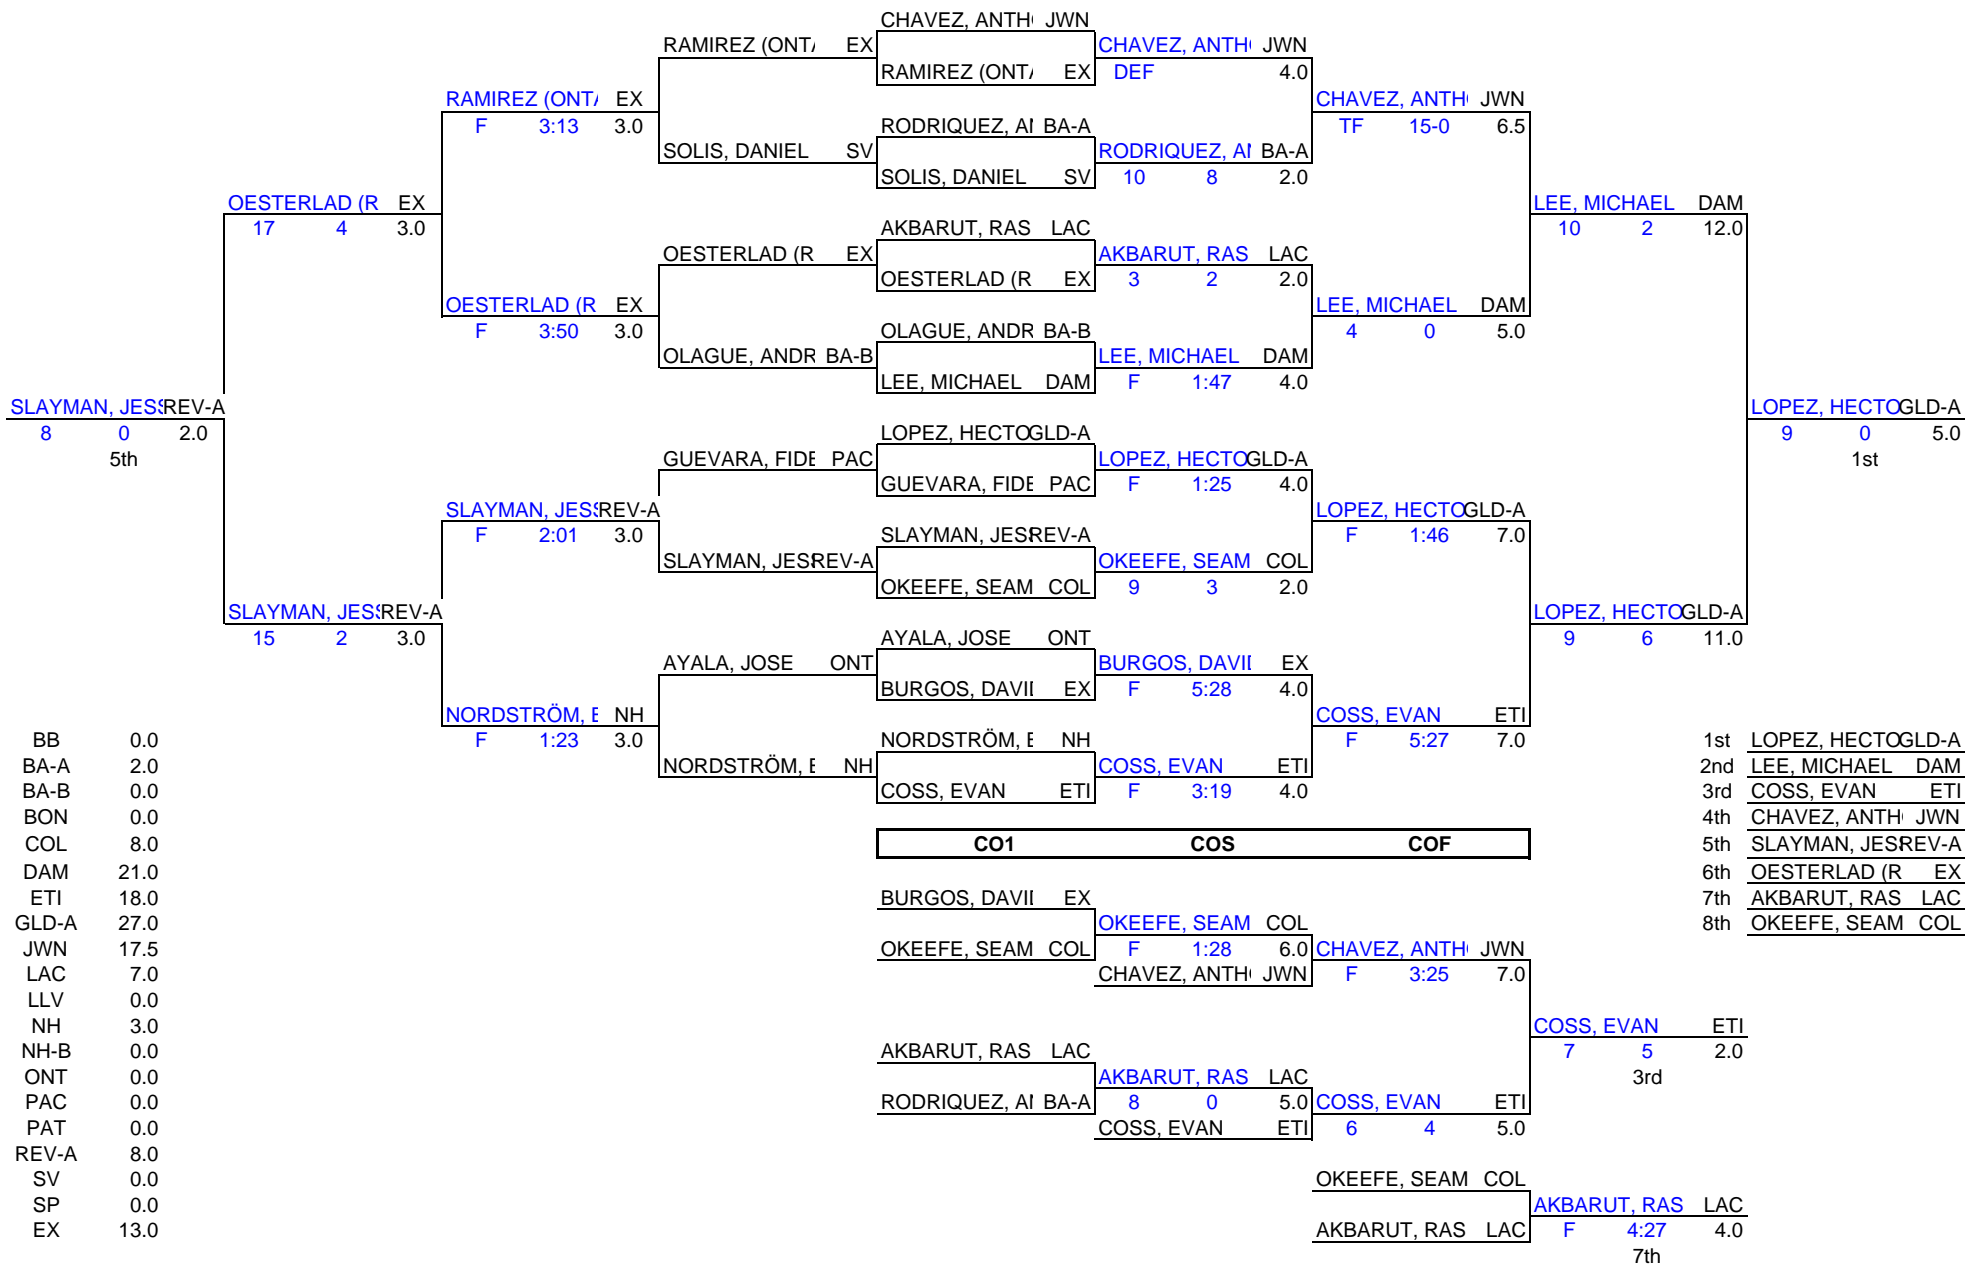 CHAVEZ, ANTH JWN
RAMIREZ (ONT EX CHAVEZ, ANTH JWN
RAMIREZ (ONT EX DEF 4.0
RAMIREZ (ONT EX CHAVEZ, ANTH JWN
F 3:13 3.0 RODRIQUEZ, A BA-A TF 15-0 6.5
SOLIS, DANIEL SV RODRIQUEZ, A BA-A
SOLIS, DANIEL SV 10 8 2.0
OESTERLAD (R EX LEE, MICHAEL DAM
17 4 3.0 AKBARUT, RAS LAC 10 2 12.0
OESTERLAD (R EX AKBARUT, RAS LAC
OESTERLAD (R EX 3 2 2.0
OESTERLAD (R EX LEE, MICHAEL DAM
F 3:50 3.0 OLAGUE, ANDR BA-B 4 0 5.0
OLAGUE, ANDR BA-B LEE, MICHAEL DAM
LEE, MICHAEL DAM F 1:47 4.0
SLAYMAN, JES REV-A LOPEZ, HECTO GLD-A
8 0 2.0 LOPEZ, HECTO GLD-A 9 0 5.0
5th GUEVARA, FIDE PAC LOPEZ, HECTO GLD-A 1st
GUEVARA, FIDE PAC F 1:25 4.0
SLAYMAN, JES REV-A LOPEZ, HECTO GLD-A
F 2:01 3.0 SLAYMAN, JES REV-A F 1:46 7.0
SLAYMAN, JES REV-A OKEEFE, SEAM COL
OKEEFE, SEAM COL 9 3 2.0
SLAYMAN, JES REV-A LOPEZ, HECTO GLD-A
15 2 3.0 AYALA, JOSE ONT 9 6 11.0
AYALA, JOSE ONT BURGOS, DAVI EX
BURGOS, DAVI EX F 5:28 4.0
NORDSTRÖM, E NH COSS, EVAN ETI
BB 0.0 F 1:23 3.0 NORDSTRÖM, E NH F 5:27 7.0 1st LOPEZ, HECTO GLD-A
BA-A 2.0 NORDSTRÖM, E NH COSS, EVAN ETI 2nd LEE, MICHAEL DAM
BA-B 0.0 COSS, EVAN ETI F 3:19 4.0 3rd COSS, EVAN ETI
BON 0.0 4th CHAVEZ, ANTH JWN
COL 8.0 CO1 COS COF 5th SLAYMAN, JES REV-A
DAM 21.0 6th OESTERLAD (R EX
ETI 18.0 BURGOS, DAVI EX 7th AKBARUT, RAS LAC
GLD-A 27.0 OKEEFE, SEAM COL 8th OKEEFE, SEAM COL
JWN 17.5 OKEEFE, SEAM COL F 1:28 6.0 CHAVEZ, ANTH JWN
LAC 7.0 CHAVEZ, ANTH JWN F 3:25 7.0
LLV 0.0
NH 3.0 COSS, EVAN ETI
NH-B 0.0 AKBARUT, RAS LAC 7 5 2.0
ONT 0.0 AKBARUT, RAS LAC 3rd
PAC 0.0 RODRIQUEZ, A BA-A 8 0 5.0 COSS, EVAN ETI
PAT 0.0 COSS, EVAN ETI 6 4 5.0
REV-A 8.0
SV 0.0 OKEEFE, SEAM COL
SP 0.0 AKBARUT, RAS LAC
EX 13.0 AKBARUT, RAS LAC F 4:27 4.0
7th